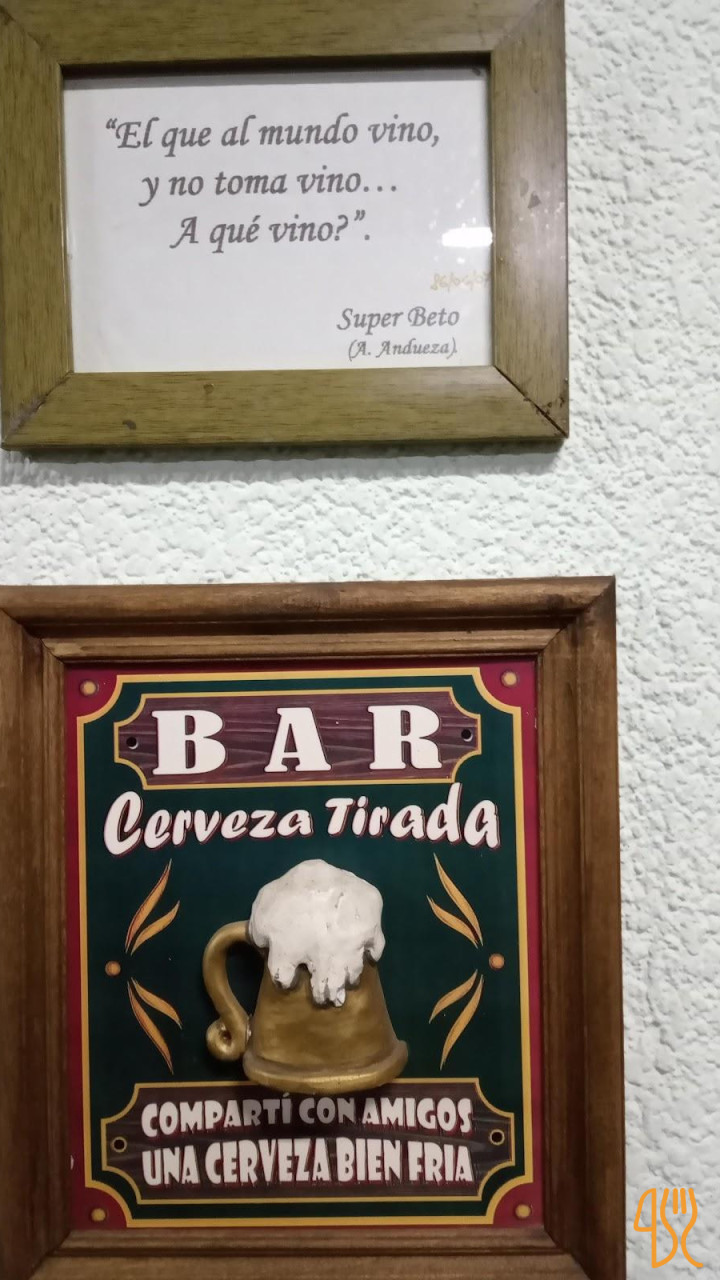 “El que al mundo vino,
y no toma vino...
A qué vino?”.
Super Beto
(A. Andueza).
BAR
Cerveza Tirada
COMPARTÍ CON AMIGOS
UNA CERVEZA BIEN FRIA